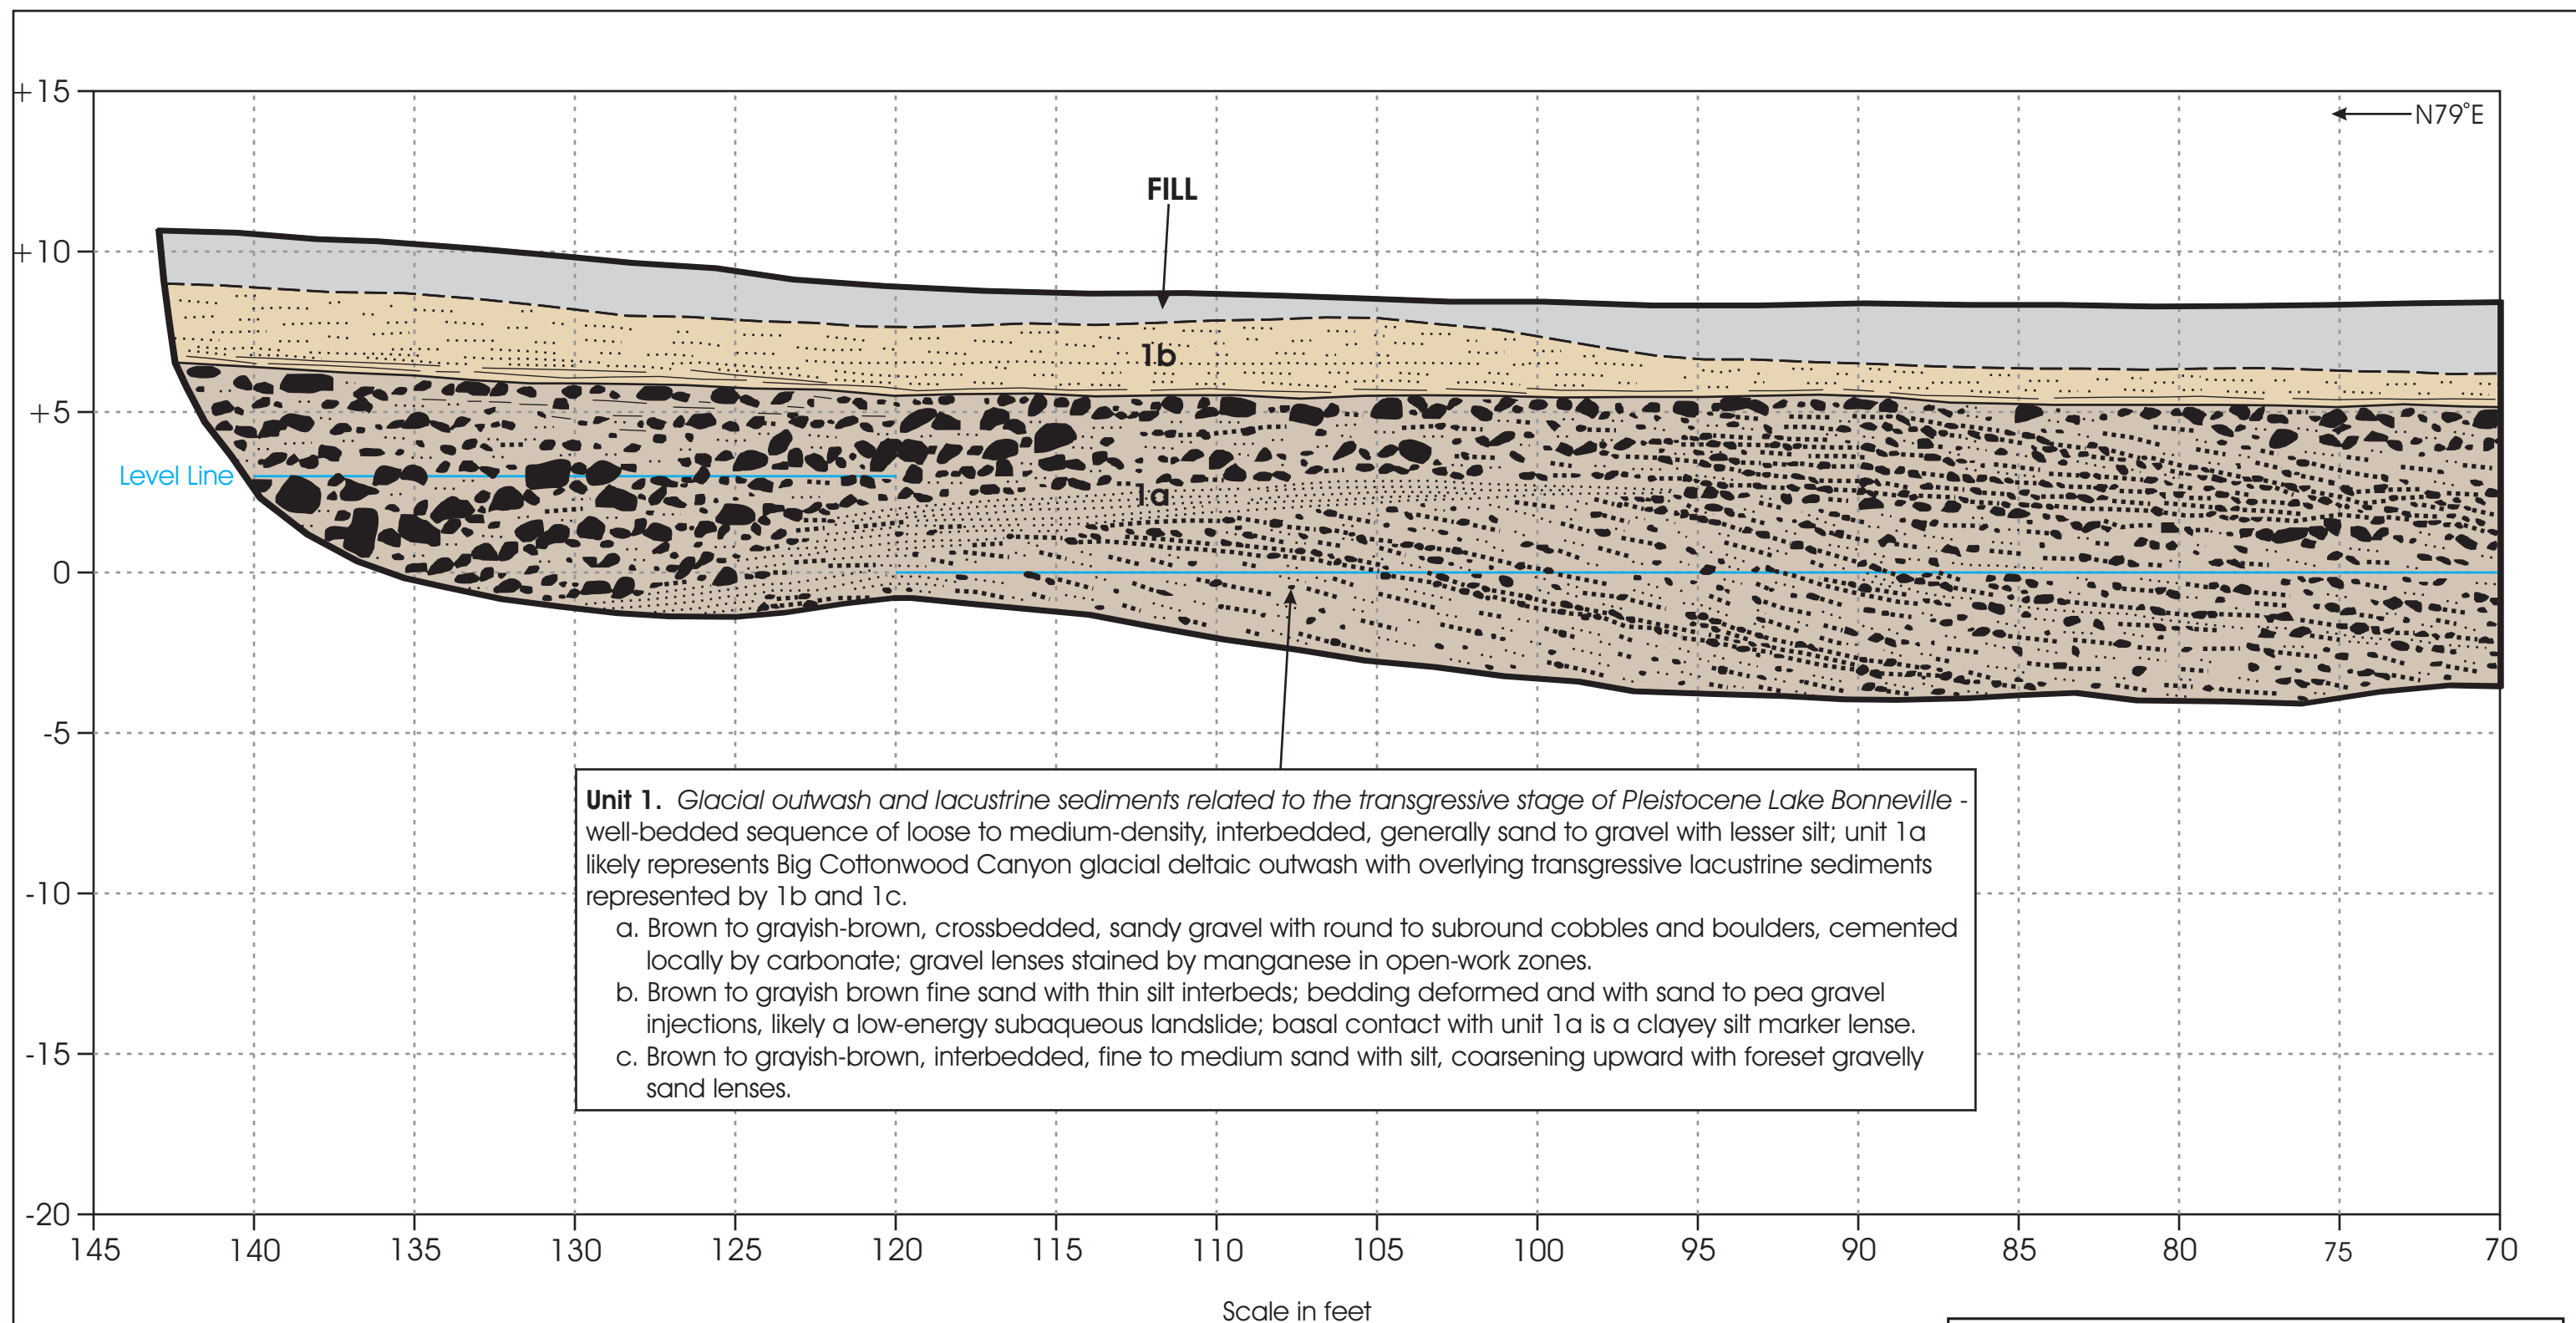 +15
N79°E
FILL
+10
1b
+5
Level Line
1a
0
-5
Unit 1. Glacial outwash and lacustrine sediments related to the transgressive stage of Pleistocene Lake Bonneville -
well-bedded sequence of loose to medium-density, interbedded, generally sand to gravel with lesser silt; unit 1a
likely represents Big Cottonwood Canyon glacial deltaic outwash with overlying transgressive lacustrine sediments
represented by 1b and 1c.
a. Brown to grayish-brown, crossbedded, sandy gravel with round to subround cobbles and boulders, cemented
locally by carbonate; gravel lenses stained by manganese in open-work zones.
b. Brown to grayish brown fine sand with thin silt interbeds; bedding deformed and with sand to pea gravel
injections, likely a low-energy subaqueous landslide; basal contact with unit 1a is a clayey silt marker lense.
c. Brown to grayish-brown, interbedded, fine to medium sand with silt, coarsening upward with foreset gravelly
sand lenses.
-10
-15
-20
145 140 135 130 125 120 115 110 105 100 95 90 85 80 75 70
Scale in feet